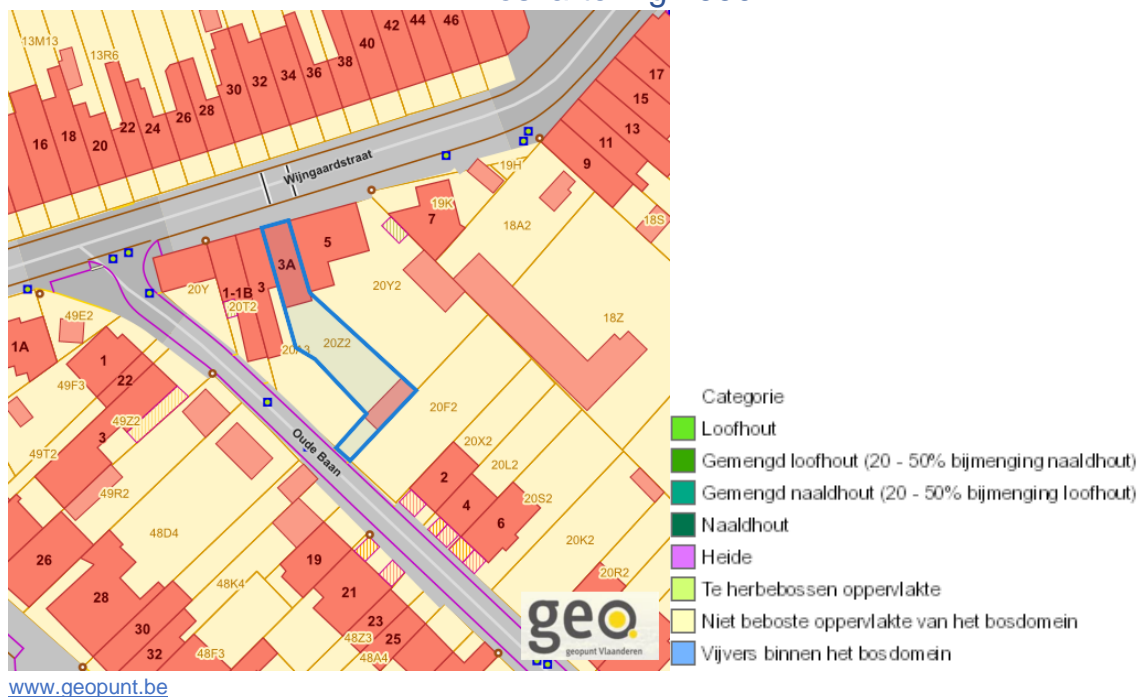 13M13
13R6
16 18 20 22 24 26 28 30 32 34 36 38 40 42 44 46
17
15
13
11
9
Wijngaardstraat
19H
19K
7
18A2
18S
5
3A
3
1-1B
20Y
20T2
20Y2
18Z
49E2
1A
20A3
20Z2
1
22
49F3
49Z2
3
49T2
49R2
20F2
Oude Baan
20X2
20L2
2
4
6
20S2
20K2
20R2
48D4
26
28
30
32
48K4
48F3
19
21
23
25
48Z3
48A4
geo.
geopunt Vlaanderen
Categorie
Loofhout
Gemengd loofhout (20 - 50% bijmenging naaldhout)
Gemengd naaldhout (20 - 50% bijmenging loofhout)
Naaldhout
Heide
Te herbebossen oppervlakte
Niet beboste oppervlakte van het bosdomein
Vijvers binnen het bosdomein
www.geopunt.be